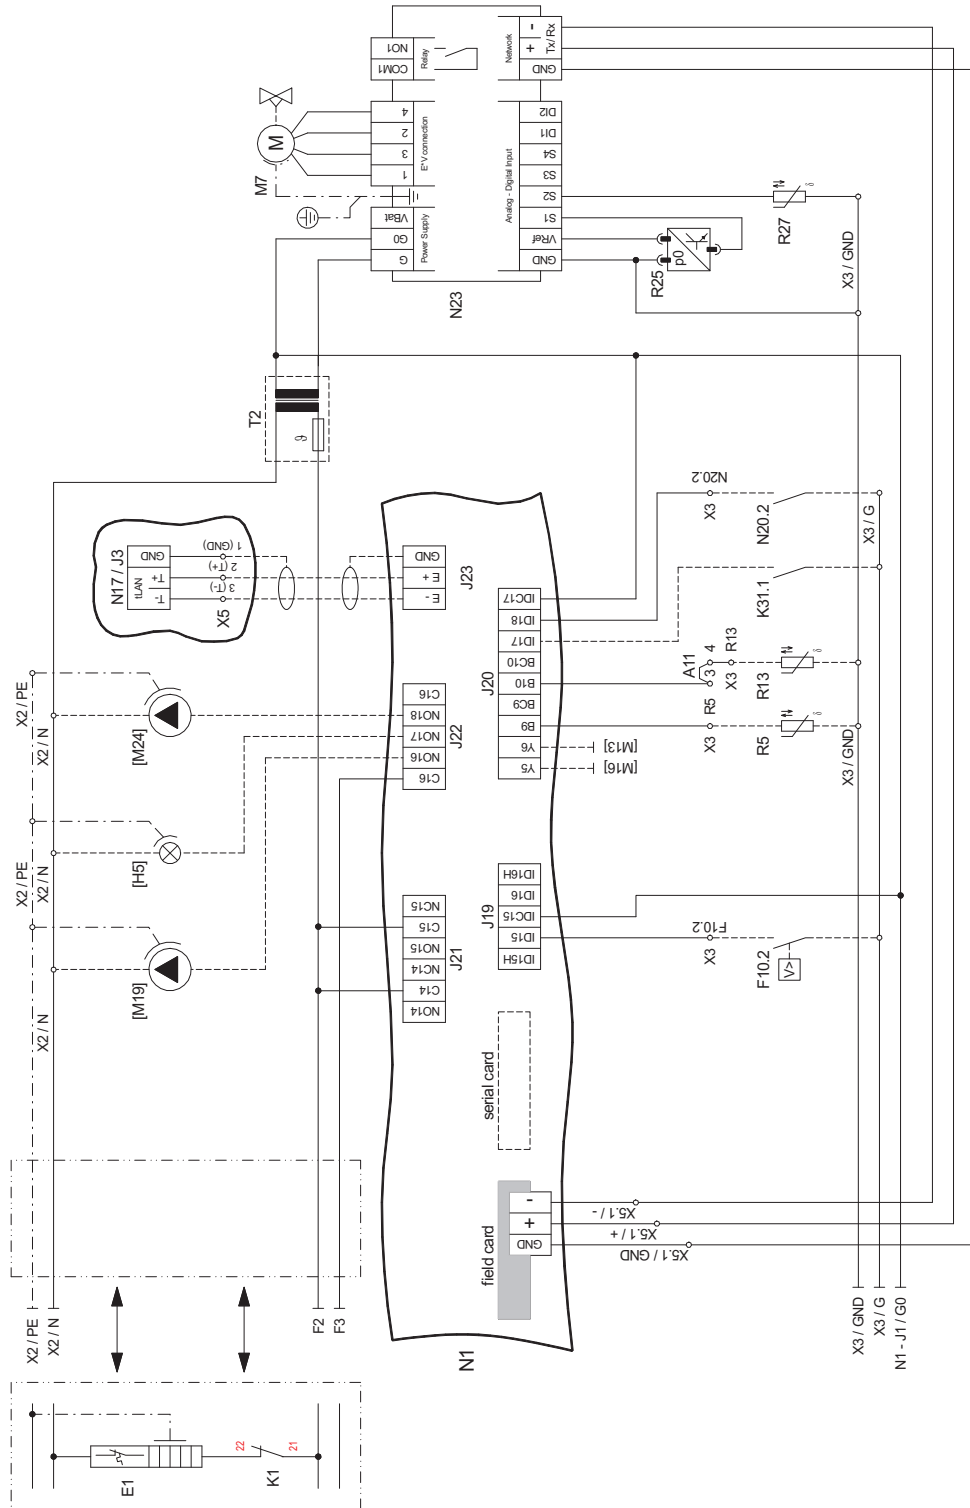 NO1
COM1
Relay
-
+
Tx/Rx
GND
Network
4
2
3
1
E*V connection
M
M7
VBat
G0
G
Power Supply
DI2
DI1
S4
S3
S2
S1
VRef
GND
Analog - Digital Input
N23
R25
p0
R27
δ
X3 / GND
T2
ϑ
N17 / J3
tLAN
GND
T+
T-
1 (GND)
2 (T+)
3 (T-)
X5
GND
E +
E -
J23
X2 / PE
X2 / N
[M24]
C16
NO18
NO17
NO16
C16
J22
X2 / PE
X2 / N
[H5]
NC15
C15
NO15
NC14
C14
NO14
J21
[M19]
X2 / N
IDC17
ID18
ID17
BC10
B10
BC9
B9
Y6
Y5
J20
[M13]
[M16]
N20.2
X3
N20.2
X3 / G
K31.1
A11
4
3
R13
X3
R13
δ
R5
X3
R5
δ
X3 / GND
ID16H
ID16
IDC15
ID15
ID15H
J19
F10.2
X3
F10.2
V>
serial card
field card
-
+
GND
X5.1 / -
X5.1 / +
X5.1 / GND
N1
X2 / PE
X2 / N
F2
F3
X3 / GND
X3 / G
N1 - J1 / G0
E1
22
21
K1